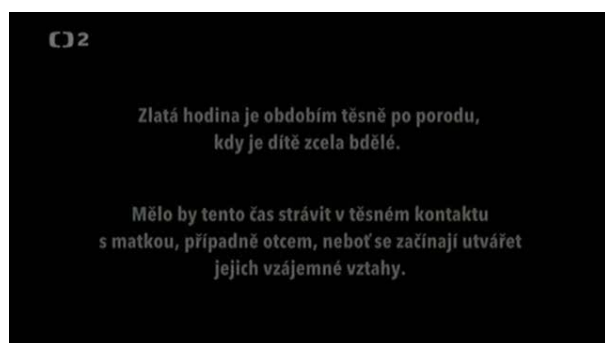 2
Zlatá hodina je obdobím těsně po porodu,
kdy je dítě zcela bdělé.
Mělo by tento čas strávit v těsném kontaktu
s matkou, případně otcem, neboť se začínají utvářet
jejich vzájemné vztahy.